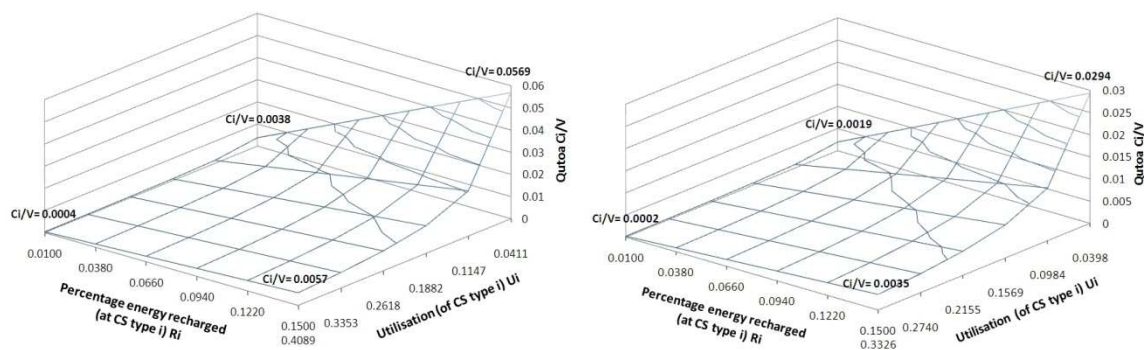 Ci/V= 0.0569
0.06
0.05
0.04
0.03
0.02
0.01
0
Qutoa Ci/V
Ci/V= 0.0038
Ci/V= 0.0004
Ci/V= 0.0057
0.0100
0.0380
0.0660
0.0940
0.1220
0.1500
Percentage energy recharged
(at CS type i) Ri
0.4089
0.3353
0.2618
0.1882
0.1147
0.0411
Utilisation (of CS type i) Ui
Ci/V= 0.0294
0.03
0.025
0.02
0.015
0.01
0.005
0
Qutoa Ci/V
Ci/V= 0.0019
Ci/V= 0.0002
Ci/V= 0.0035
0.0100
0.0380
0.0660
0.0940
0.1220
0.1500
Percentage energy recharged
(at CS type i) Ri
0.3326
0.2740
0.2155
0.1569
0.0984
0.0398
Utilisation (of CS type i) Ui